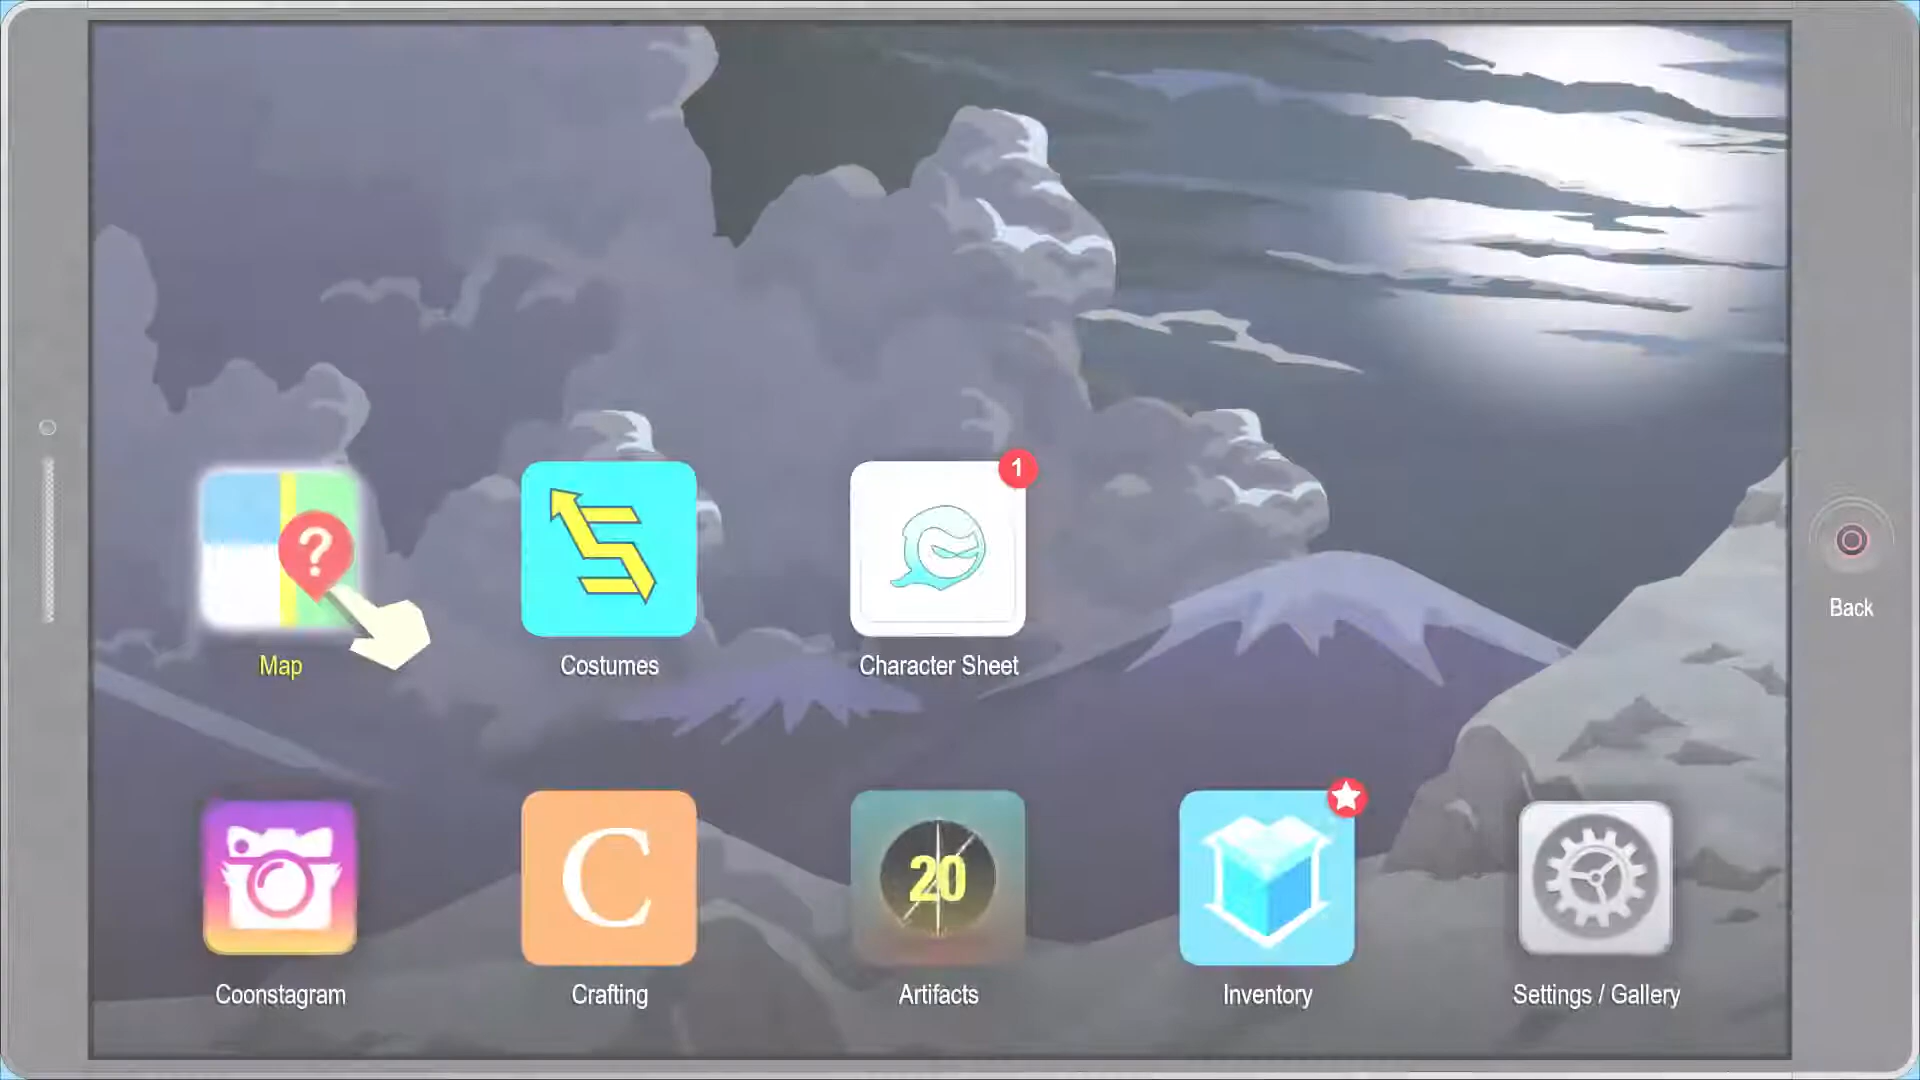 1
?
Map
Costumes
Character Sheet
Back
C
20
Coonstagram
Crafting
Artifacts
Inventory
Settings / Gallery